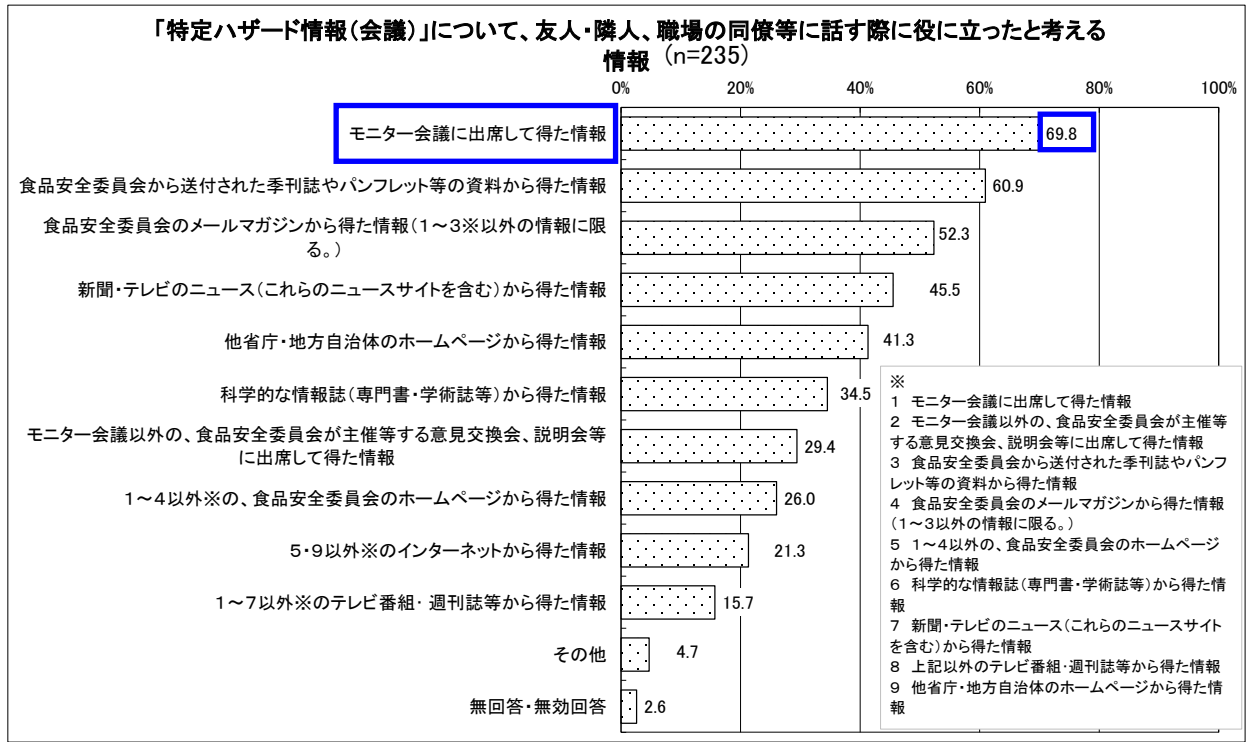 「特定ハザード情報(会議)」について、友人・隣人、職場の同僚等に話す際に役に立ったと考える
情報 (n=235)
0% 20% 40% 60% 80% 100%
モニター会議に出席して得た情報 69.8
食品安全委員会から送付された季刊誌やパンフレット等の資料から得た情報 60.9
食品安全委員会のメールマガジンから得た情報(1～3※以外の情報に限
る。) 52.3
新聞・テレビのニュース(これらのニュースサイトを含む)から得た情報 45.5
他省庁・地方自治体のホームページから得た情報 41.3
科学的な情報誌(専門書・学術誌等)から得た情報 34.5
モニター会議以外の、食品安全委員会が主催等する意見交換会、説明会等
に出席して得た情報 29.4
1～4以外※の、食品安全委員会のホームページから得た情報 26.0
5・9以外※のインターネットから得た情報 21.3
1～7以外※のテレビ番組・週刊誌等から得た情報 15.7
その他 4.7
無回答・無効回答 2.6
※
1 モニター会議に出席して得た情報
2 モニター会議以外の、食品安全委員会が主催等
する意見交換会、説明会等に出席して得た情報
3 食品安全委員会から送付された季刊誌やパンフ
レット等の資料から得た情報
4 食品安全委員会のメールマガジンから得た情報
(1～3以外の情報に限る。)
5 1～4以外の、食品安全委員会のホームページ
から得た情報
6 科学的な情報誌(専門書・学術誌等)から得た情
報
7 新聞・テレビのニュース(これらのニュースサイト
を含む)から得た情報
8 上記以外のテレビ番組・週刊誌等から得た情報
9 他省庁・地方自治体のホームページから得た情
報